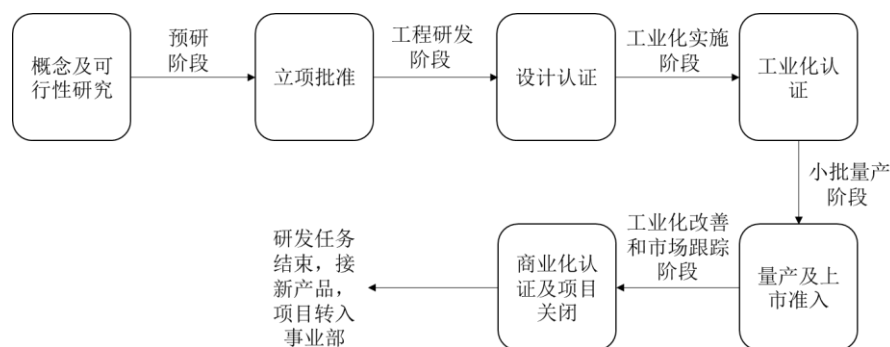 概念及可
行性研究
预研
阶段
立项批准
工程研发
阶段
设计认证
工业化实施
阶段
工业化认
证
小批量产
阶段
量产及上
市准入
工业化改善
和市场跟踪
阶段
商业化认
证及项目
关闭
研发任务
结束，接
新产品，
项目转入
事业部